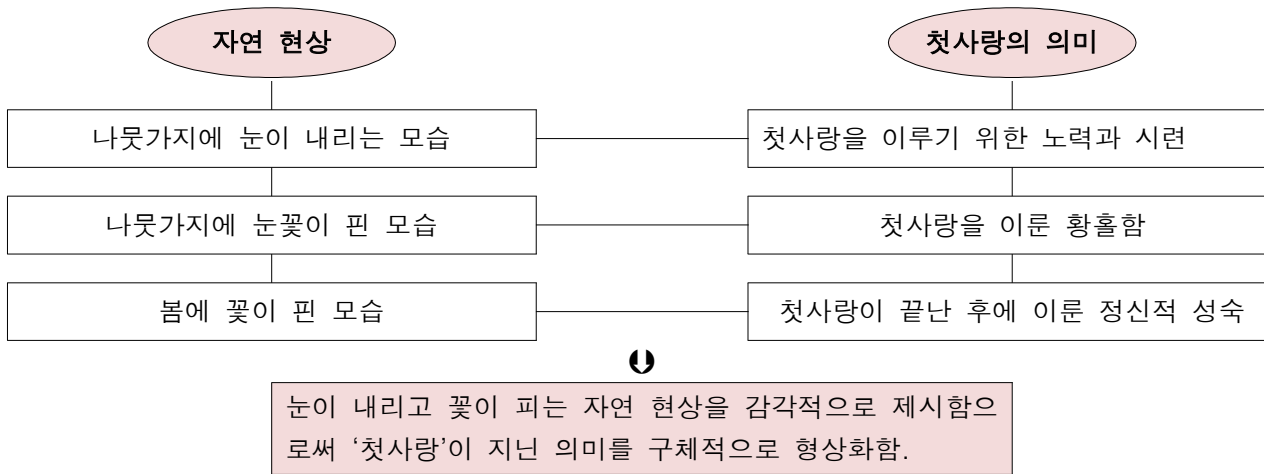 자연 현상
첫사랑의 의미
나뭇가지에 눈이 내리는 모습
첫사랑을 이루기 위한 노력과 시련
나뭇가지에 눈꽃이 핀 모습
첫사랑을 이룬 황홀함
봄에 꽃이 핀 모습
첫사랑이 끝난 후에 이룬 정신적 성숙
눈이 내리고 꽃이 피는 자연 현상을 감각적으로 제시함으
로써 ‘첫사랑’이 지닌 의미를 구체적으로 형상화함.